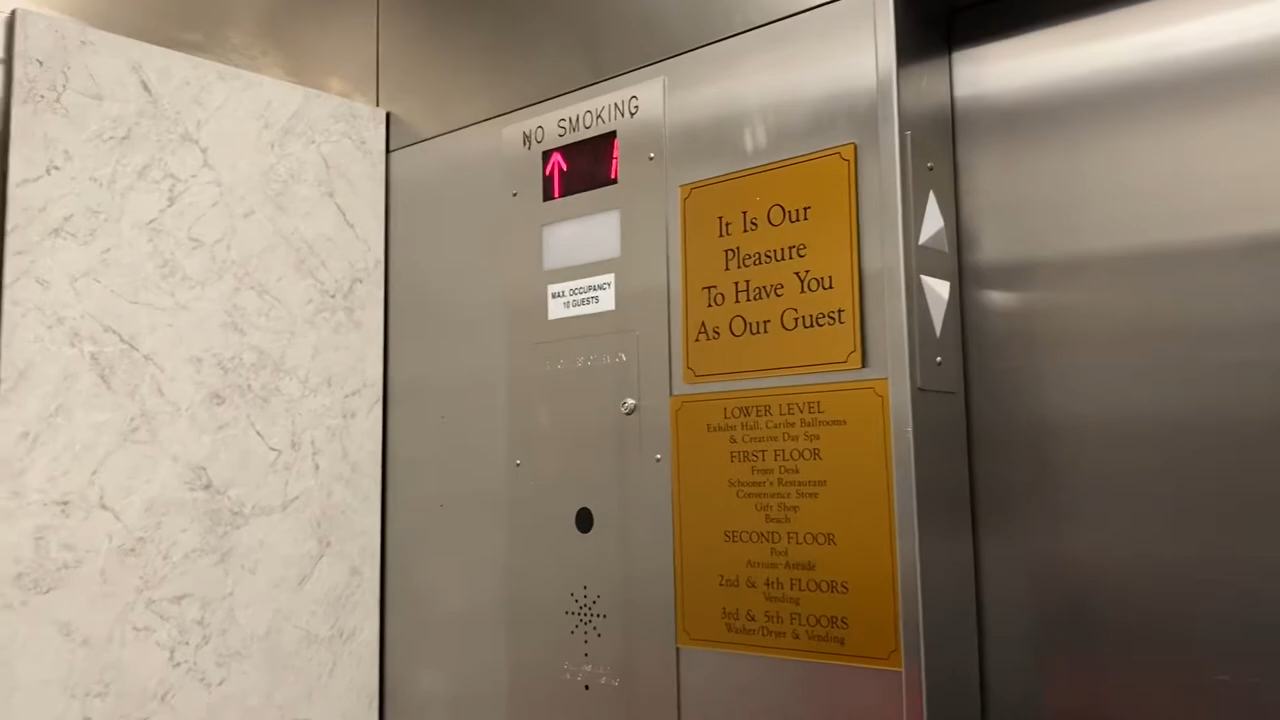 NO SMOKING
1
MAX. OCCUPANCY
10 GUESTS
It Is Our
Pleasure
To Have You
As Our Guest
LOWER LEVEL
Exhibit Hall, Caribe Ballrooms
& Creative Day Spa
FIRST FLOOR
Front Desk
Schooner's Restaurant
Convenience Store
Gift Shop
Beach
SECOND FLOOR
Pool
Atrium-Arcade
2nd & 4th FLOORS
Vending
3rd & 5th FLOORS
Washer/Dryer & Vending